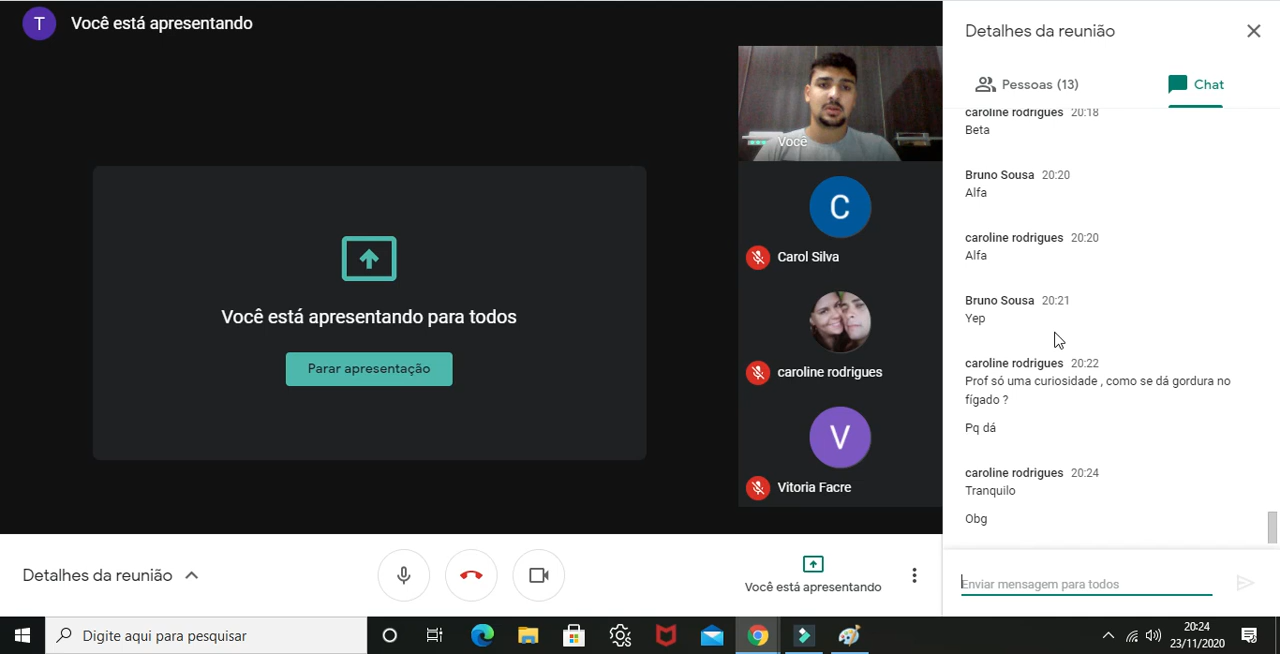 T
Você está apresentando
Você está apresentando para todos
Parar apresentação
Você
C
Carol Silva
caroline rodrigues
V
Vitoria Facre
Detalhes da reunião
Você está apresentando
Detalhes da reunião
Pessoas (13)
Chat
caroline rodrigues 20:18
Beta
Bruno Sousa 20:20
Alfa
caroline rodrigues 20:20
Alfa
Bruno Sousa 20:21
Yep
caroline rodrigues 20:22
Prof só uma curiosidade , como se dá gordura no
fígado ?
Pq dá
caroline rodrigues 20:24
Tranquilo
Obg
Enviar mensagem para todos
Digite aqui para pesquisar
20:24
23/11/2020